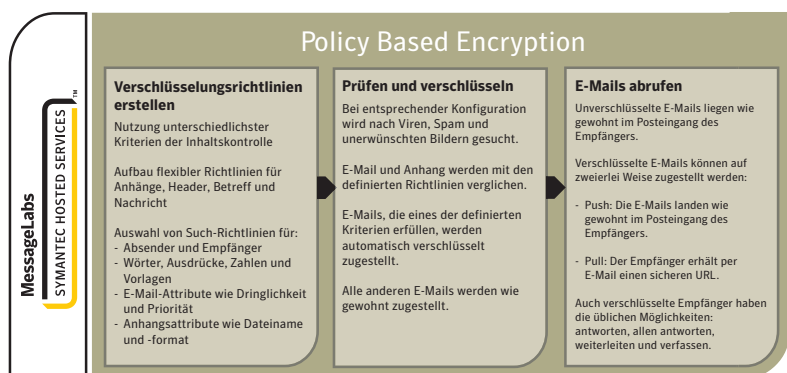 MessageLabs
SYMANTEC HOSTED SERVICES
TM
Policy Based Encryption
Verschlüsselungsrichtlinien
erstellen
Nutzung unterschiedlichster
Kriterien der Inhaltskontrolle
Aufbau flexibler Richtlinien für
Anhänge, Header, Betreff und
Nachricht
Auswahl von Such-Richtlinien für:
- Absender und Empfänger
- Wörter, Ausdrücke, Zahlen und
Vorlagen
- E-Mail-Attribute wie Dringlichkeit
und Priorität
- Anhangsattribute wie Dateiname
und -format
Prüfen und verschlüsseln
Bei entsprechender Konfiguration
wird nach Viren, Spam und
unerwünschten Bildern gesucht.
E-Mail und Anhang werden mit den
definierten Richtlinien verglichen.
E-Mails, die eines der definierten
Kriterien erfüllen, werden
automatisch verschlüsselt
zugestellt.
Alle anderen E-Mails werden wie
gewohnt zugestellt.
E-Mails abrufen
Unverschlüsselte E-Mails liegen wie
gewohnt im Posteingang des
Empfängers.
Verschlüsselte E-Mails können auf
zweierlei Weise zugestellt werden:
- Push: Die E-Mails landen wie
gewohnt im Posteingang des
Empfängers.
- Pull: Der Empfänger erhält per
E-Mail einen sicheren URL.
Auch verschlüsselte Empfänger haben
die üblichen Möglichkeiten:
antworten, allen antworten,
weiterleiten und verfassen.